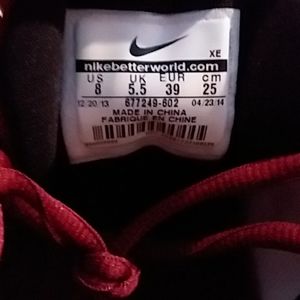 XE
nikebetterworld.com
US UK EUR cm
8 5.5 39 25
12.20.13 677249-602 04/23/14
MADE IN CHINA
FABRIQUE EN CHINE